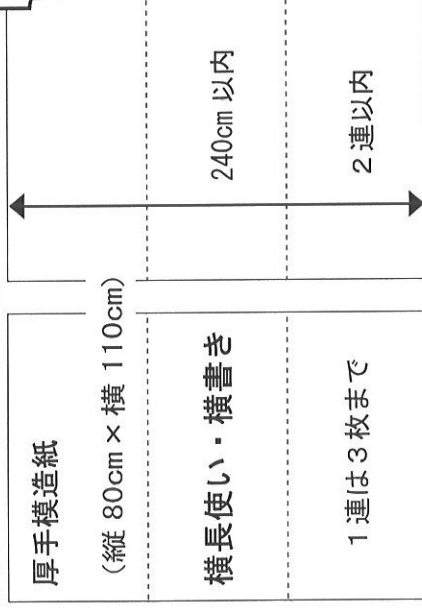 厚手模造紙
(縦 80cm × 横 110cm)
横長使い・横書き
1連は3枚まで
240cm 以内
2連以内